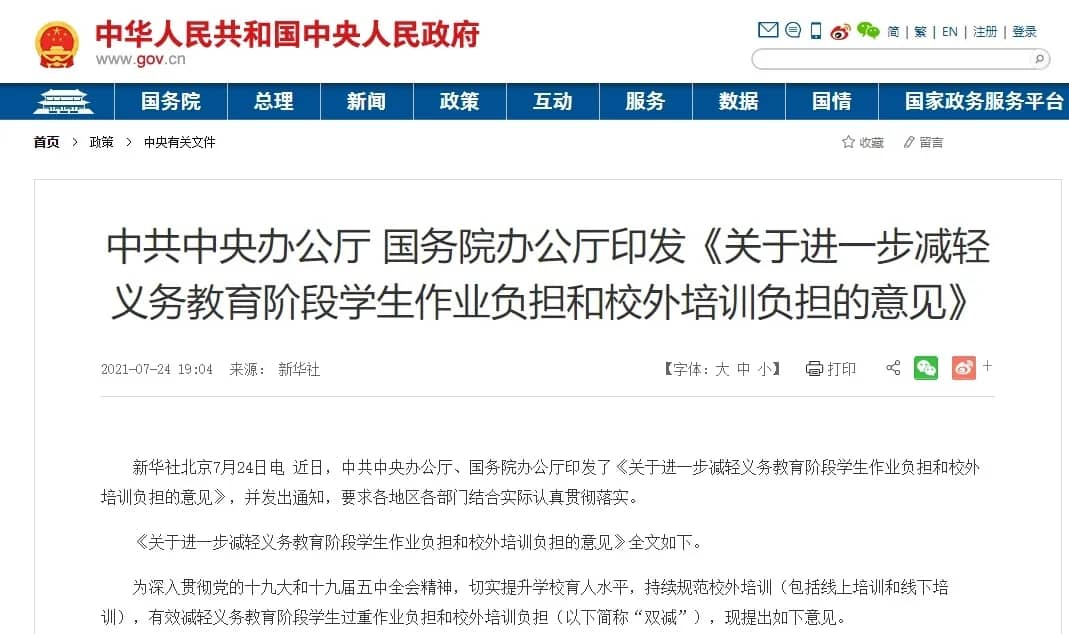 中华人民共和国中央人民政府
www.gov.cn
简 | 繁 | EN | 注册 | 登录
国务院 总理 新闻 政策 互动 服务 数据 国情 国家政务服务平台
首页 > 政策 > 中央有关文件 收藏 留言
中共中央办公厅 国务院办公厅印发《关于进一步减轻
义务教育阶段学生作业负担和校外培训负担的意见》
2021-07-24 19:04 来源： 新华社 【字体：大 中 小】 打印 +
新华社北京7月24日电 近日，中共中央办公厅、国务院办公厅印发了《关于进一步减轻义务教育阶段学生作业负担和校外
培训负担的意见》，并发出通知，要求各地区各部门结合实际认真贯彻落实。
《关于进一步减轻义务教育阶段学生作业负担和校外培训负担的意见》全文如下。
为深入贯彻党的十九大和十九届五中全会精神，切实提升学校育人水平，持续规范校外培训（包括线上培训和线下培
训），有效减轻义务教育阶段学生过重作业负担和校外培训负担（以下简称“双减”），现提出如下意见。